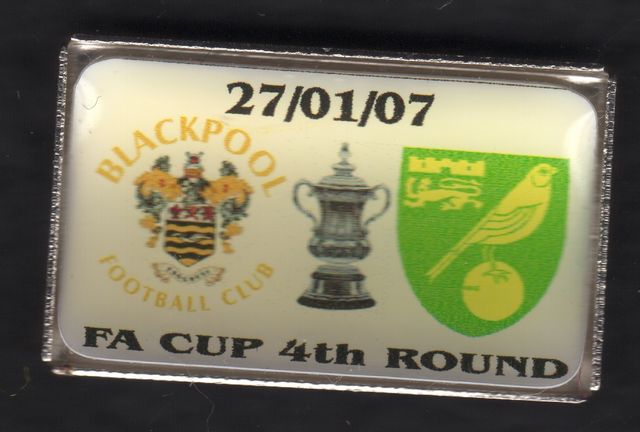 27/01/07
BLACKPOOL
FOOTBALL CLUB
FA CUP 4th ROUND